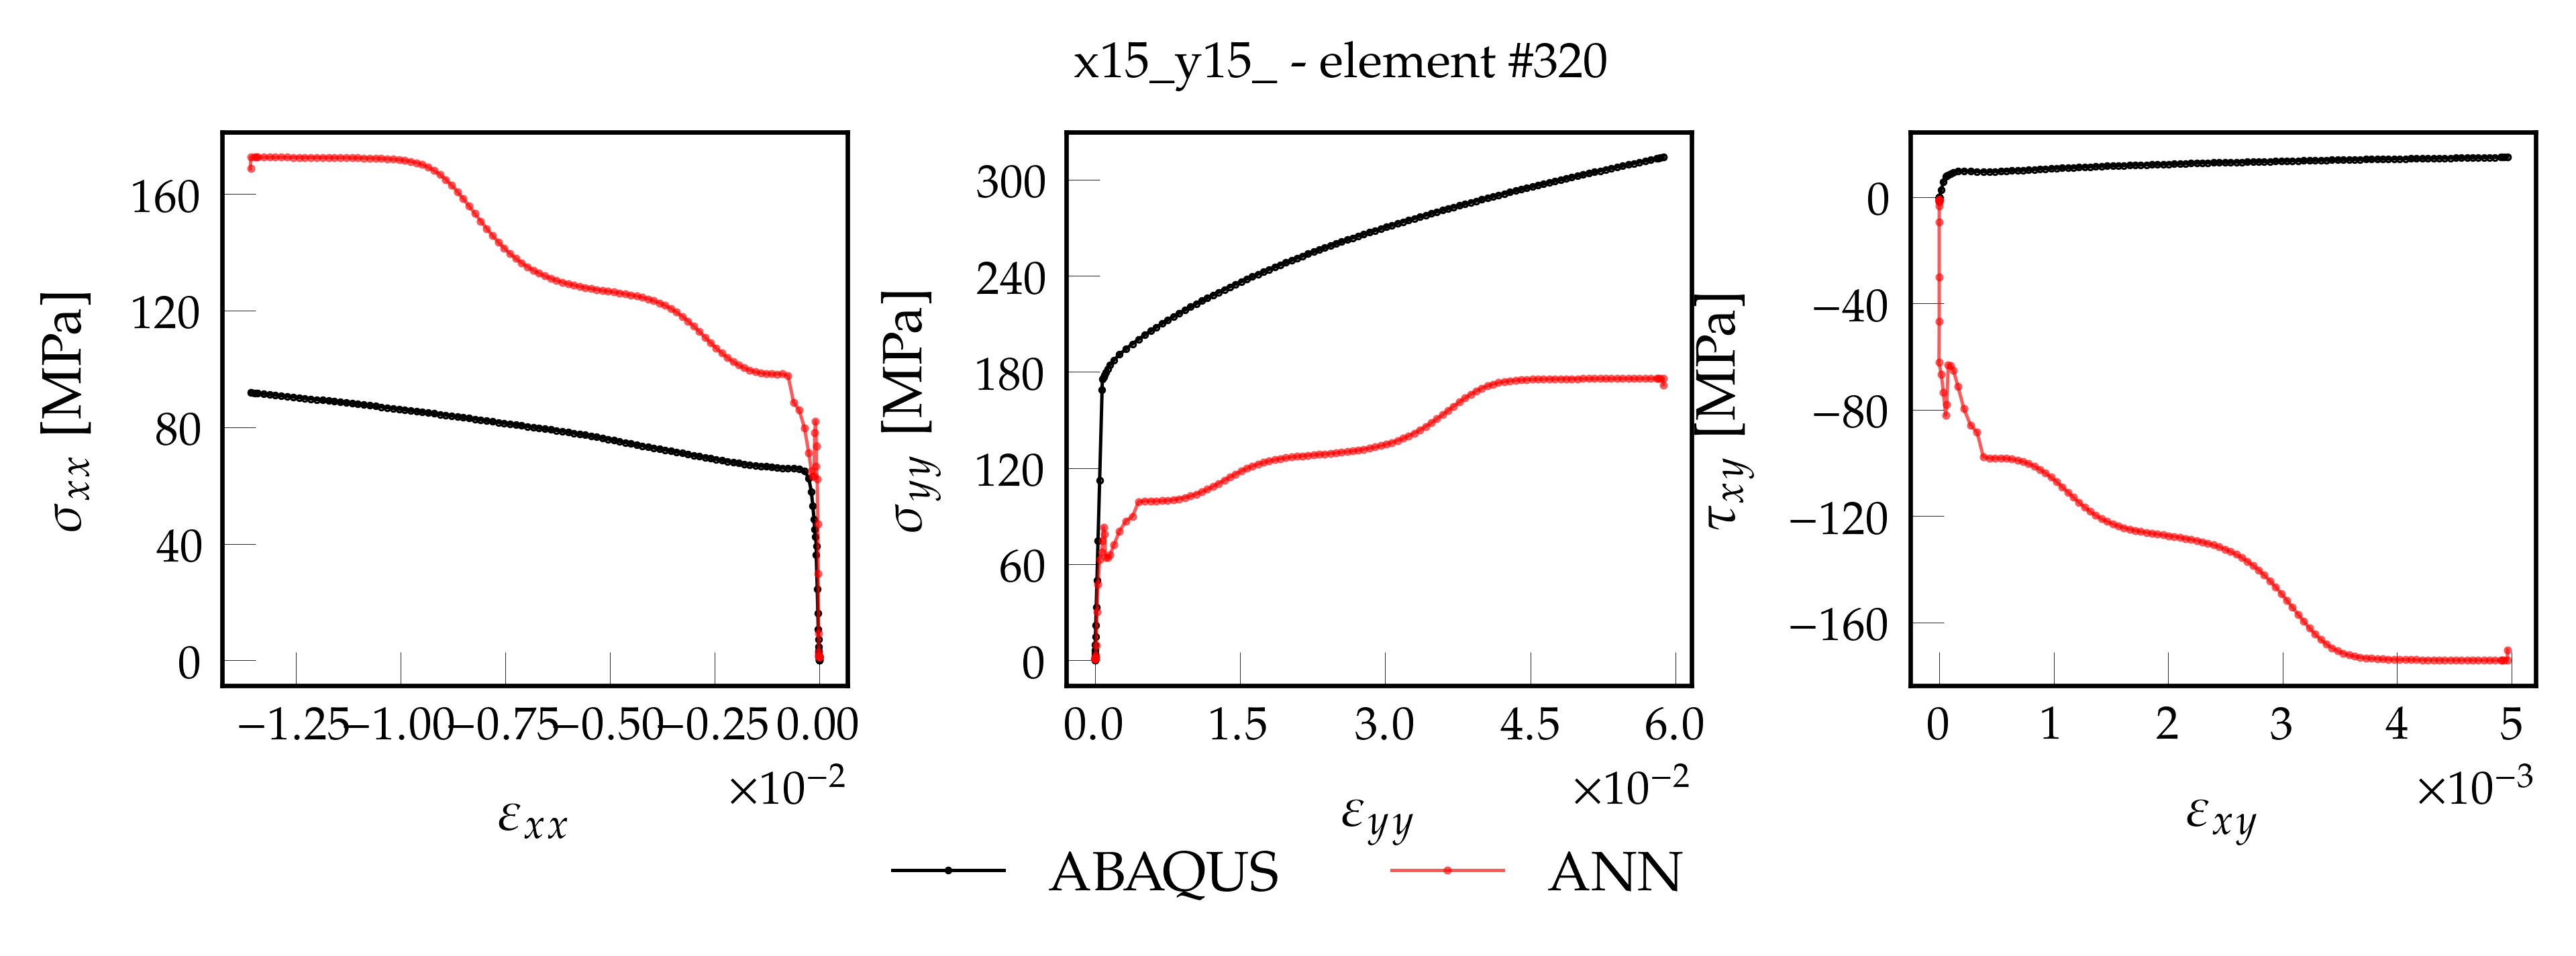 x15_y15_ - element #320
σxx [MPa]
160
120
80
40
0
−1.25 −1.00 −0.75 −0.50 −0.25 0.00
×10−2
εxx
σyy [MPa]
300
240
180
120
60
0
0.0 1.5 3.0 4.5 6.0
×10−2
εyy
τxy [MPa]
0
−40
−80
−120
−160
0 1 2 3 4 5
×10−3
εxy
ABAQUS ANN